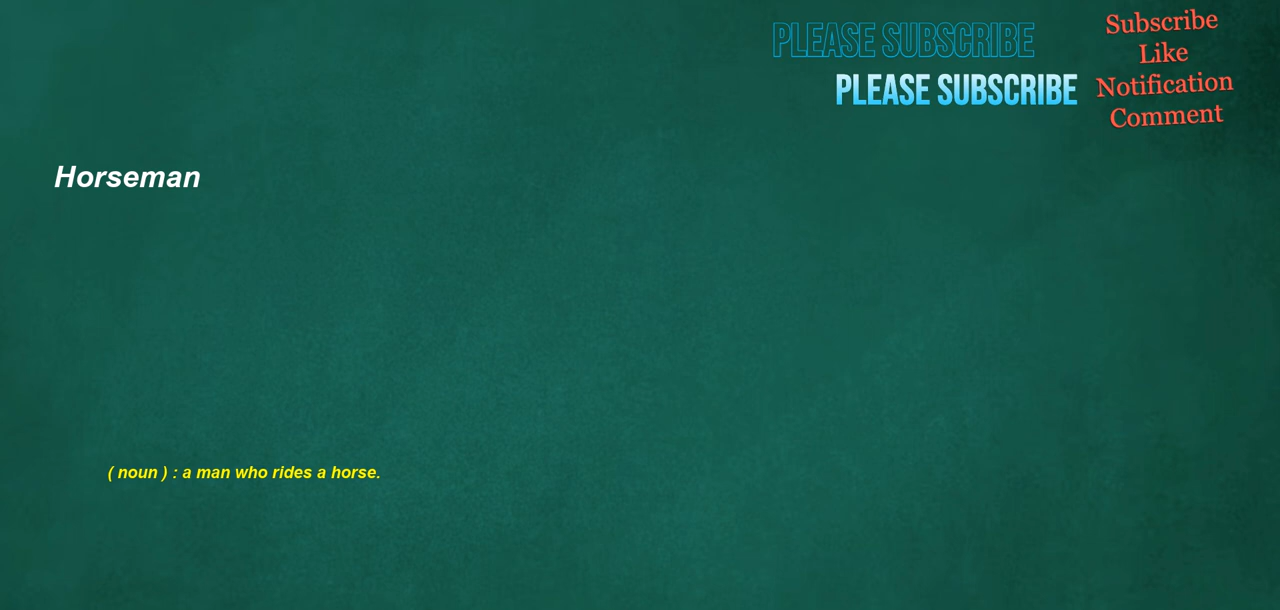 PLEASE SUBSCRIBE
PLEASE SUBSCRIBE
Subscribe
Like
Notification
Comment
Horseman
( noun ) : a man who rides a horse.